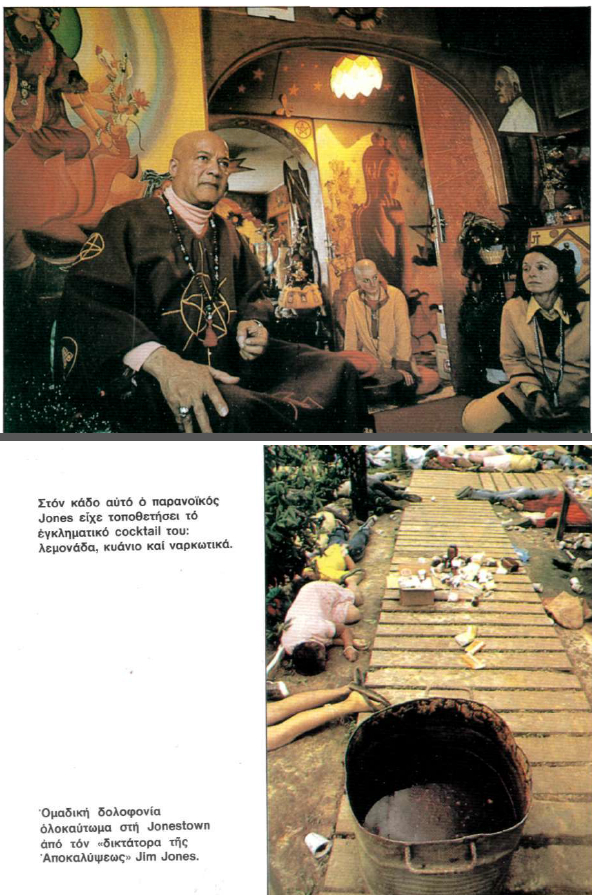 Στόν κάδο αὐτό ὁ παρανοϊκός
Jones εἶχε τοποθετήσει τό
ἐγκληματικό cocktail του:
λεμονάδα, κυάνιο καί ναρκωτικά.
Ὁμαδική δολοφονία
ὁλοκαύτωμα στή Jonestown
ἀπό τόν «δικτάτορα τῆς
Ἀποκαλύψεως» Jim Jones.